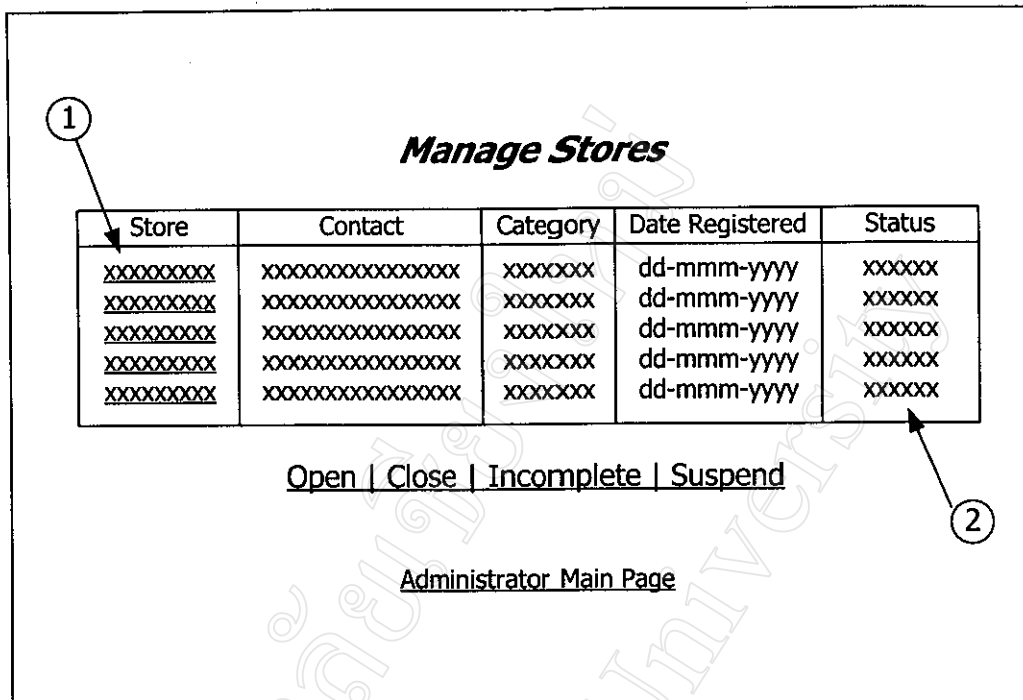 1
Manage Stores
Store Contact Category Date Registered Status
xxxxxxxxx xxxxxxxxxxxxxxxx xxxxxxx dd-mmm-yyyy xxxxxx
xxxxxxxxx xxxxxxxxxxxxxxxx xxxxxxx dd-mmm-yyyy xxxxxx
xxxxxxxxx xxxxxxxxxxxxxxxx xxxxxxx dd-mmm-yyyy xxxxxx
xxxxxxxxx xxxxxxxxxxxxxxxx xxxxxxx dd-mmm-yyyy xxxxxx
xxxxxxxxx xxxxxxxxxxxxxxxx xxxxxxx dd-mmm-yyyy xxxxxx
Open | Close | Incomplete | Suspend
2
Administrator Main Page
University